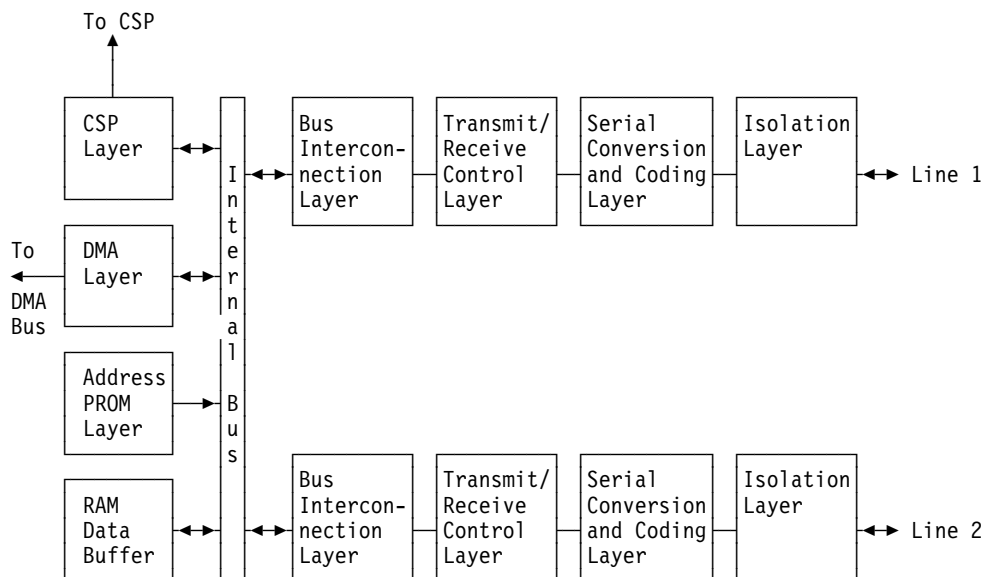 To CSP
CSP
Layer
Internal Bus
Bus
Intercon-
nection
Layer
Transmit/
Receive
Control
Layer
Serial
Conversion
and Coding
Layer
Isolation
Layer
Line 1
To
DMA
Bus
DMA
Layer
Address
PROM
Layer
RAM
Data
Buffer
Bus
Intercon-
nection
Layer
Transmit/
Receive
Control
Layer
Serial
Conversion
and Coding
Layer
Isolation
Layer
Line 2